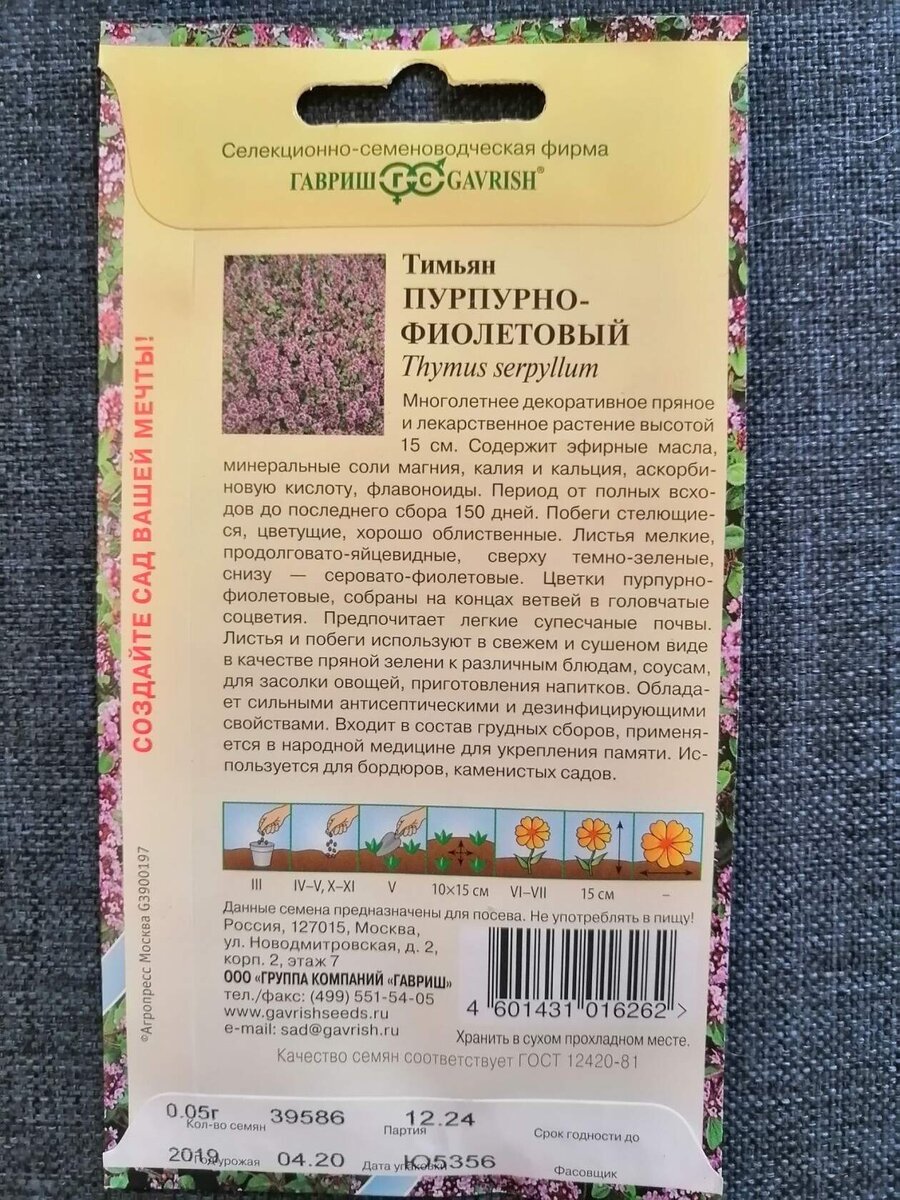 Селекционно-семеноводческая фирма
ГАВРИШ ГС GAVRISH®
Тимьян
ПУРПУРНО-
ФИОЛЕТОВЫЙ
Thymus serpyllum
Многолетнее декоративное пряное
и лекарственное растение высотой
15 см. Содержит эфирные масла,
минеральные соли магния, калия и кальция, аскорби-
новую кислоту, флавоноиды. Период от полных всхо-
дов до последнего сбора 150 дней. Побеги стелющие-
ся, цветущие, хорошо облиственные. Листья мелкие,
продолговато-яйцевидные, сверху темно-зеленые,
снизу — серовато-фиолетовые. Цветки пурпурно-
фиолетовые, собраны на концах ветвей в головчатые
соцветия. Предпочитает легкие супесчаные почвы.
Листья и побеги используют в свежем и сушеном виде
в качестве пряной зелени к различным блюдам, соусам,
для засолки овощей, приготовления напитков. Облада-
ет сильными антисептическими и дезинфицирующими
свойствами. Входит в состав грудных сборов, применя-
ется в народной медицине для укрепления памяти. Ис-
пользуется для бордюров, каменистых садов.
СОЗДАЙТЕ САД ВАШЕЙ МЕЧТЫ!
III IV–V, X–XI V 10×15 см VI–VII 15 см –
Данные семена предназначены для посева. Не употреблять в пищу!
Россия, 127015, Москва,
ул. Новодмитровская, д. 2,
корп. 2, этаж 7
ООО «ГРУППА КОМПАНИЙ «ГАВРИШ»
тел./факс: (499) 551-54-05
www.gavrishseeds.ru
e-mail: sad@gavrish.ru
4 601431 016262 >
Хранить в сухом прохладном месте.
Качество семян соответствует ГОСТ 12420-81
©Агропресс Москва G3900197
0.05г 39586 12.24
Кол-во семян Партия Срок годности до
2019 04.20 Ю5356
Год урожая Дата упаковки Фасовщик